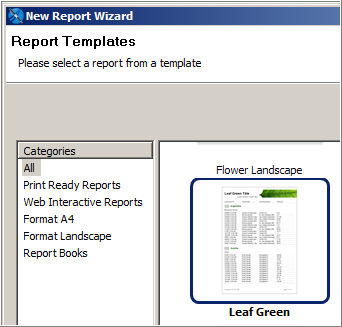 New Report Wizard
Report Templates
Please select a report from a template
Categories
All
Print Ready Reports
Web Interactive Reports
Format A4
Format Landscape
Report Books
Flower Landscape
Leaf Green Title
Leaf Green